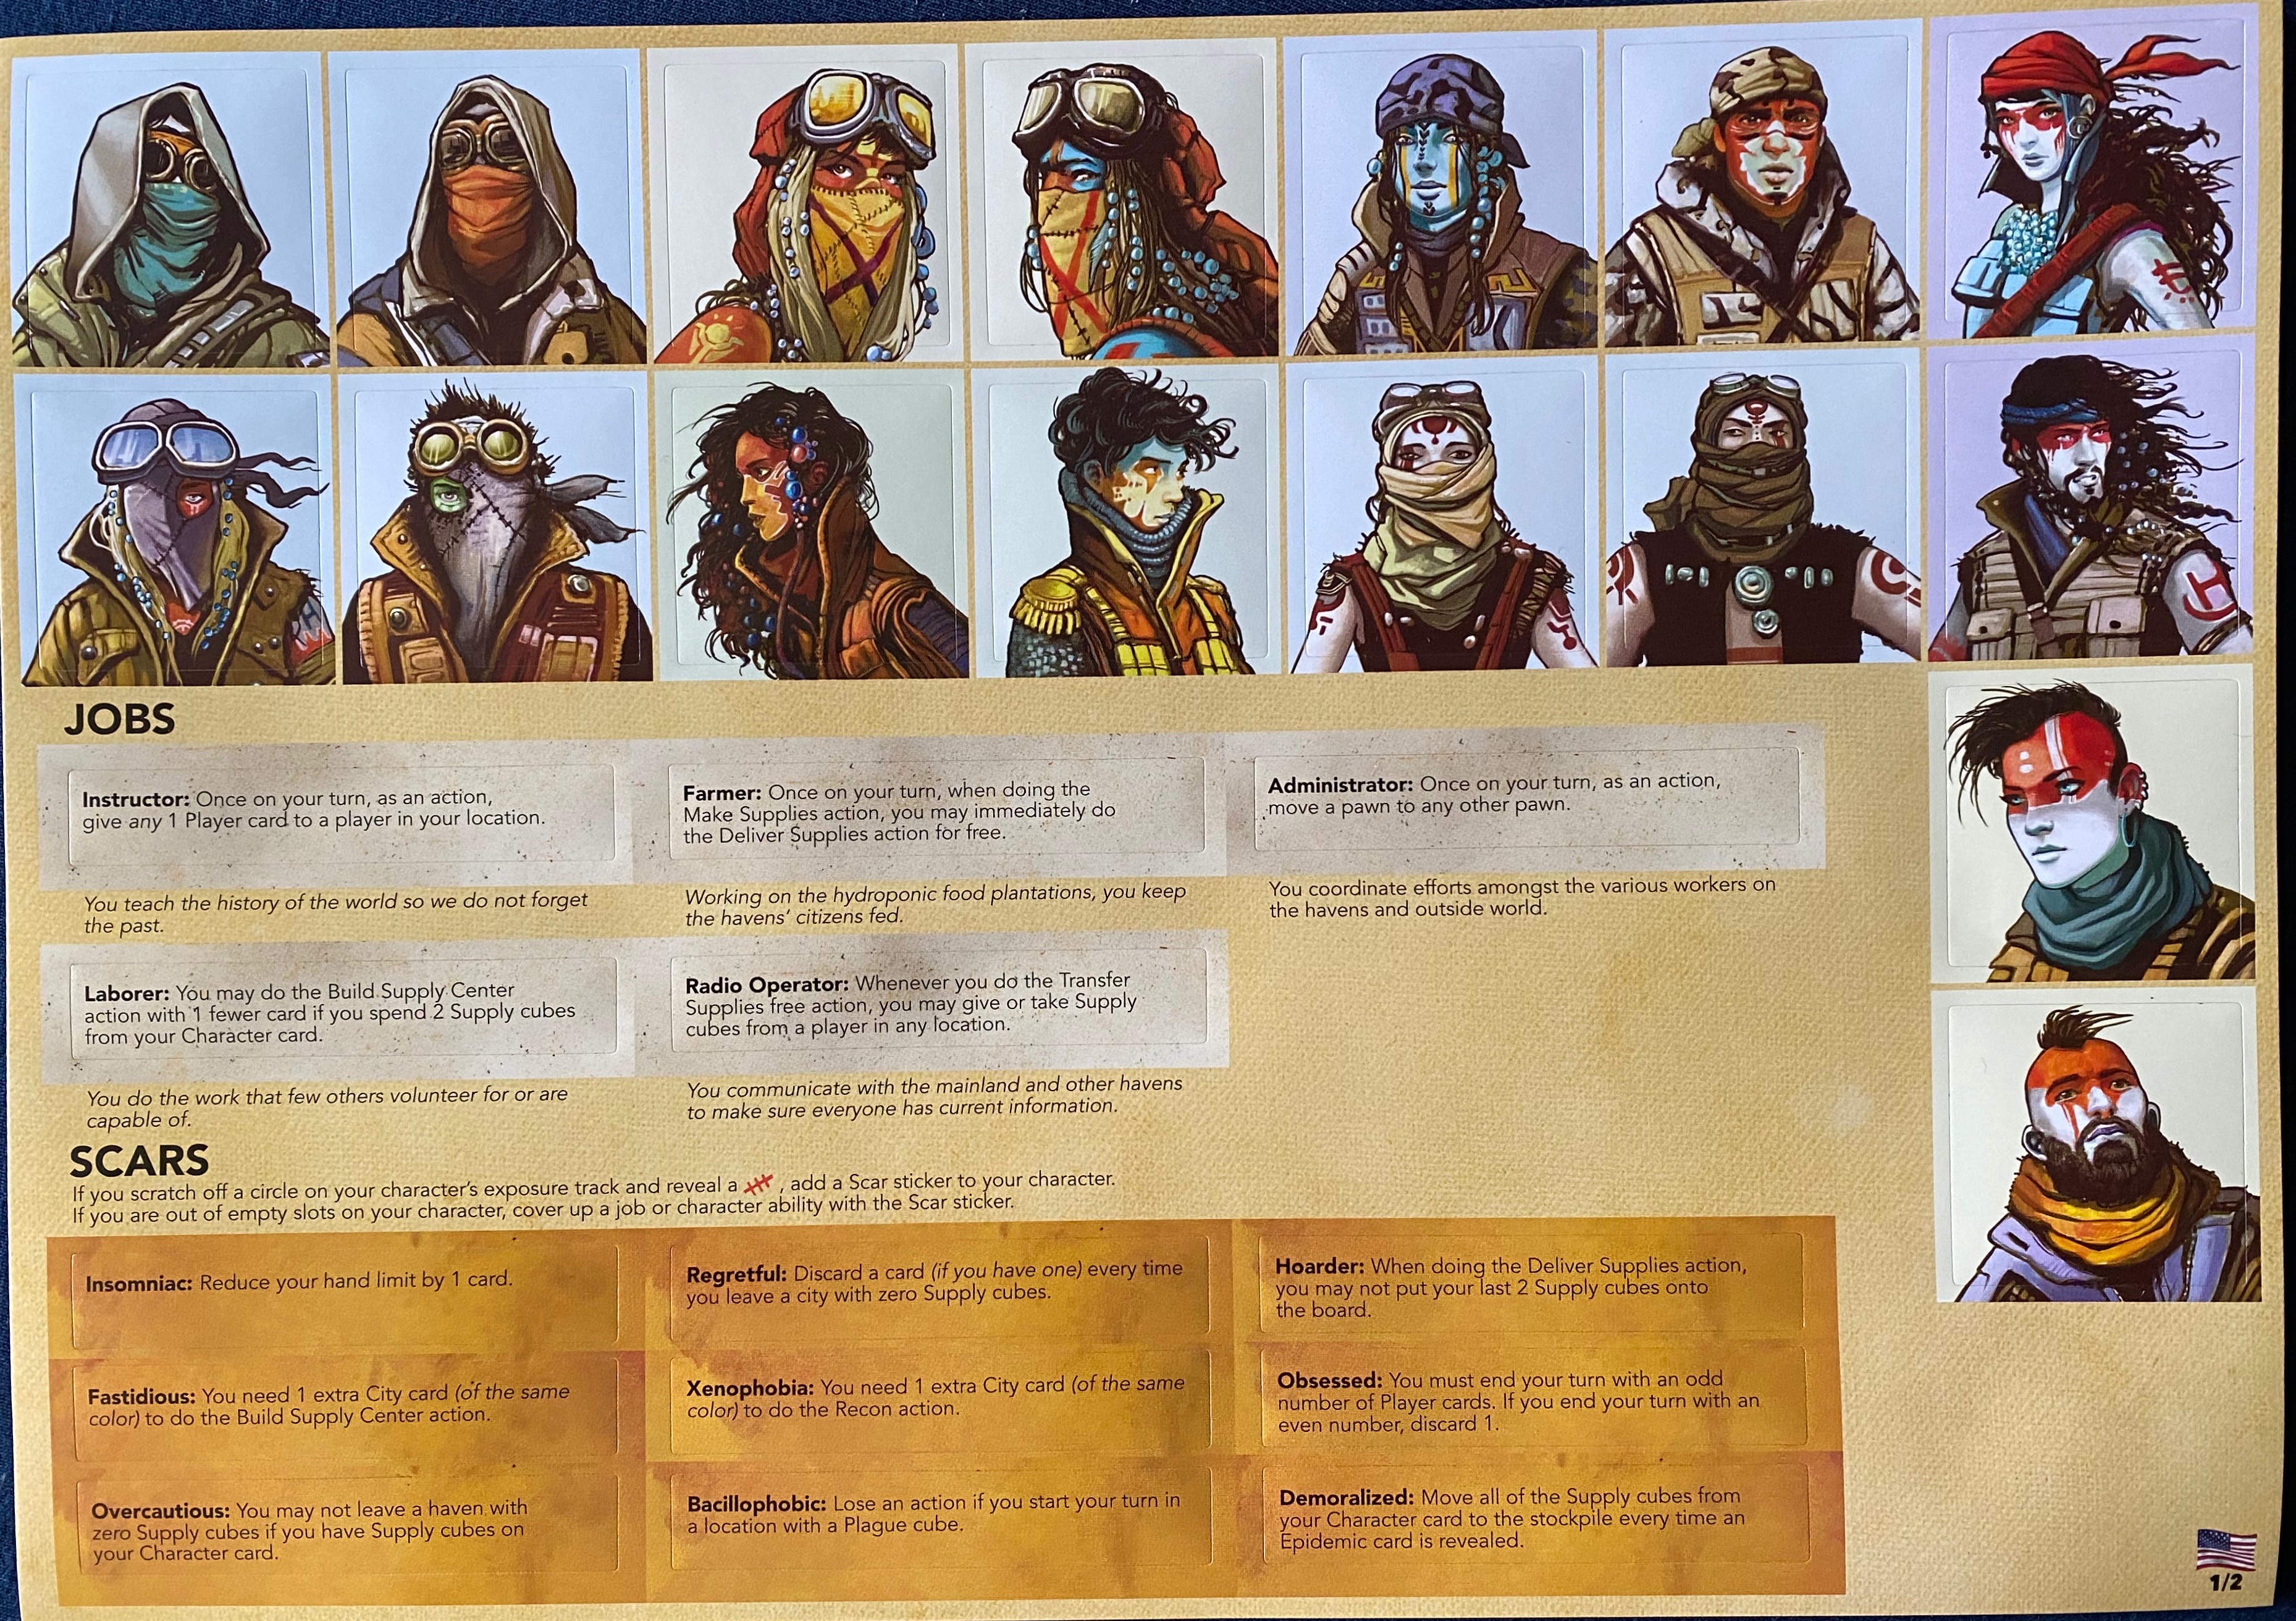 JOBS
Instructor: Once on your turn, as an action,
give any 1 Player card to a player in your location.
You teach the history of the world so we do not forget
the past.
Farmer: Once on your turn, when doing the
Make Supplies action, you may immediately do
the Deliver Supplies action for free.
Working on the hydroponic food plantations, you keep
the havens' citizens fed.
Administrator: Once on your turn, as an action,
move a pawn to any other pawn.
You coordinate efforts amongst the various workers on
the havens and outside world.
Laborer: You may do the Build Supply Center
action with 1 fewer card if you spend 2 Supply cubes
from your Character card.
You do the work that few others volunteer for or are
capable of.
Radio Operator: Whenever you do the Transfer
Supplies free action, you may give or take Supply
cubes from a player in any location.
You communicate with the mainland and other havens
to make sure everyone has current information.
SCARS
If you scratch off a circle on your character's exposure track and reveal a , add a Scar sticker to your character.
If you are out of empty slots on your character, cover up a job or character ability with the Scar sticker.
Insomniac: Reduce your hand limit by 1 card.
Regretful: Discard a card (if you have one) every time
you leave a city with zero Supply cubes.
Hoarder: When doing the Deliver Supplies action,
you may not put your last 2 Supply cubes onto
the board.
Fastidious: You need 1 extra City card (of the same
color) to do the Build Supply Center action.
Xenophobia: You need 1 extra City card (of the same
color) to do the Recon action.
Obsessed: You must end your turn with an odd
number of Player cards. If you end your turn with an
even number, discard 1.
Overcautious: You may not leave a haven with
zero Supply cubes if you have Supply cubes on
your Character card.
Bacillophobic: Lose an action if you start your turn in
a location with a Plague cube.
Demoralized: Move all of the Supply cubes from
your Character card to the stockpile every time an
Epidemic card is revealed.
1/2